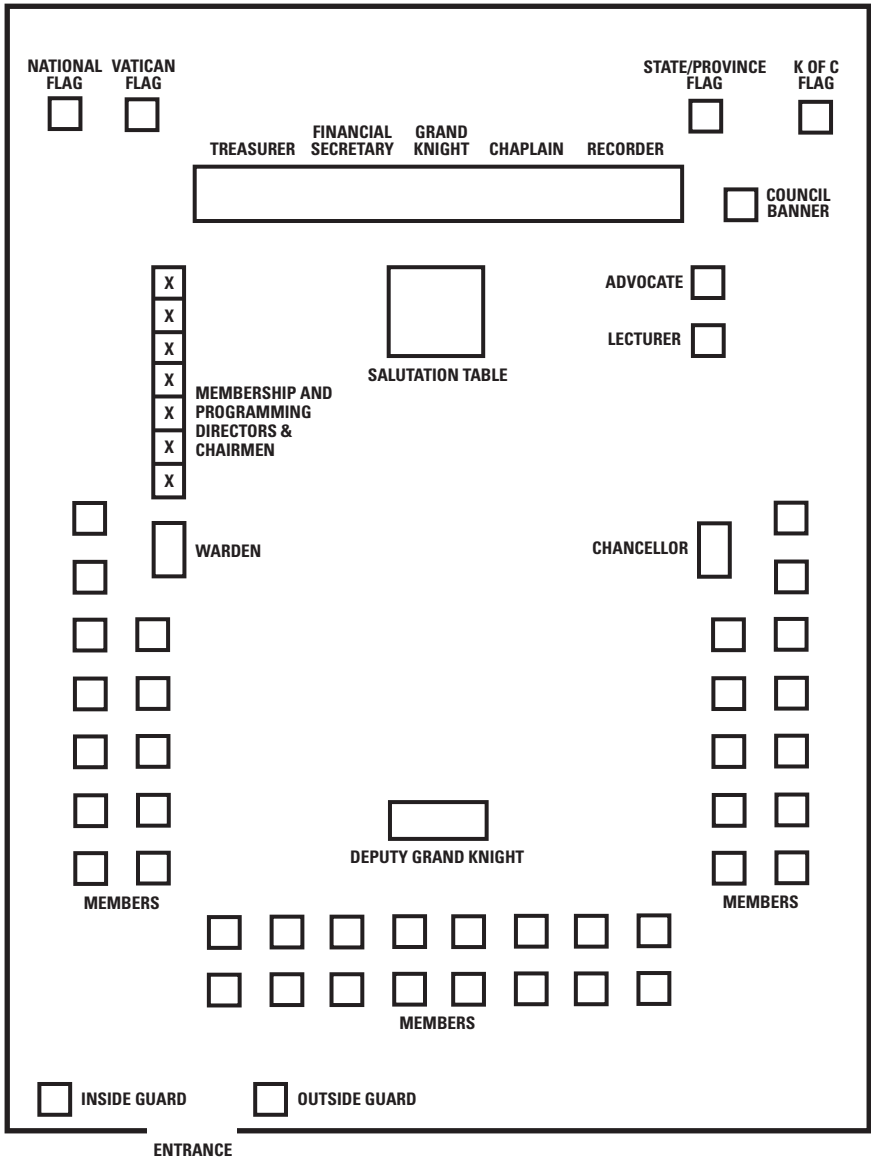 NATIONAL FLAG
VATICAN FLAG
STATE/PROVINCE FLAG
K OF C FLAG
TREASURER
FINANCIAL SECRETARY
GRAND KNIGHT
CHAPLAIN
RECORDER
COUNCIL BANNER
X
X
X
X
X
X
X
ADVOCATE
LECTURER
SALUTATION TABLE
MEMBERSHIP AND
PROGRAMMING
DIRECTORS &
CHAIRMEN
WARDEN
CHANCELLOR
DEPUTY GRAND KNIGHT
MEMBERS
MEMBERS
MEMBERS
INSIDE GUARD
OUTSIDE GUARD
ENTRANCE